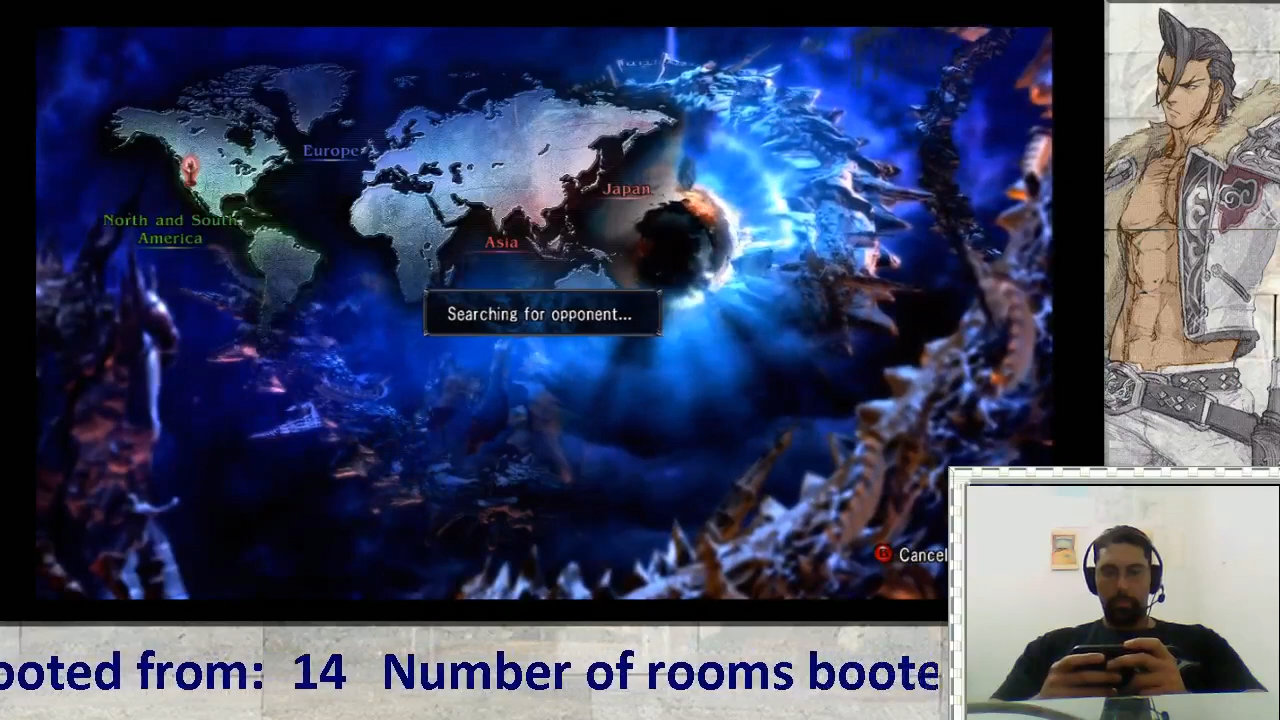 Europe
Japan
North and South
America
Asia
Searching for opponent...
B Cancel
ooted from: 14 Number of rooms boote